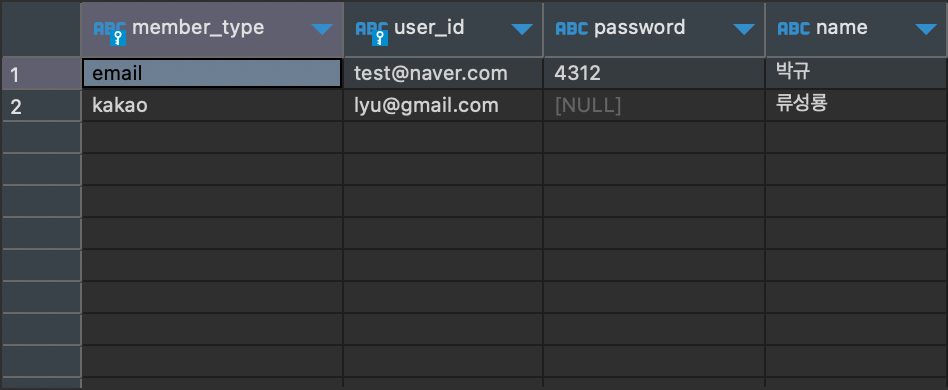 ABC member_type ABC user_id ABC password ABC name
1 email test@naver.com 4312 박규
2 kakao lyu@gmail.com [NULL] 류성룡